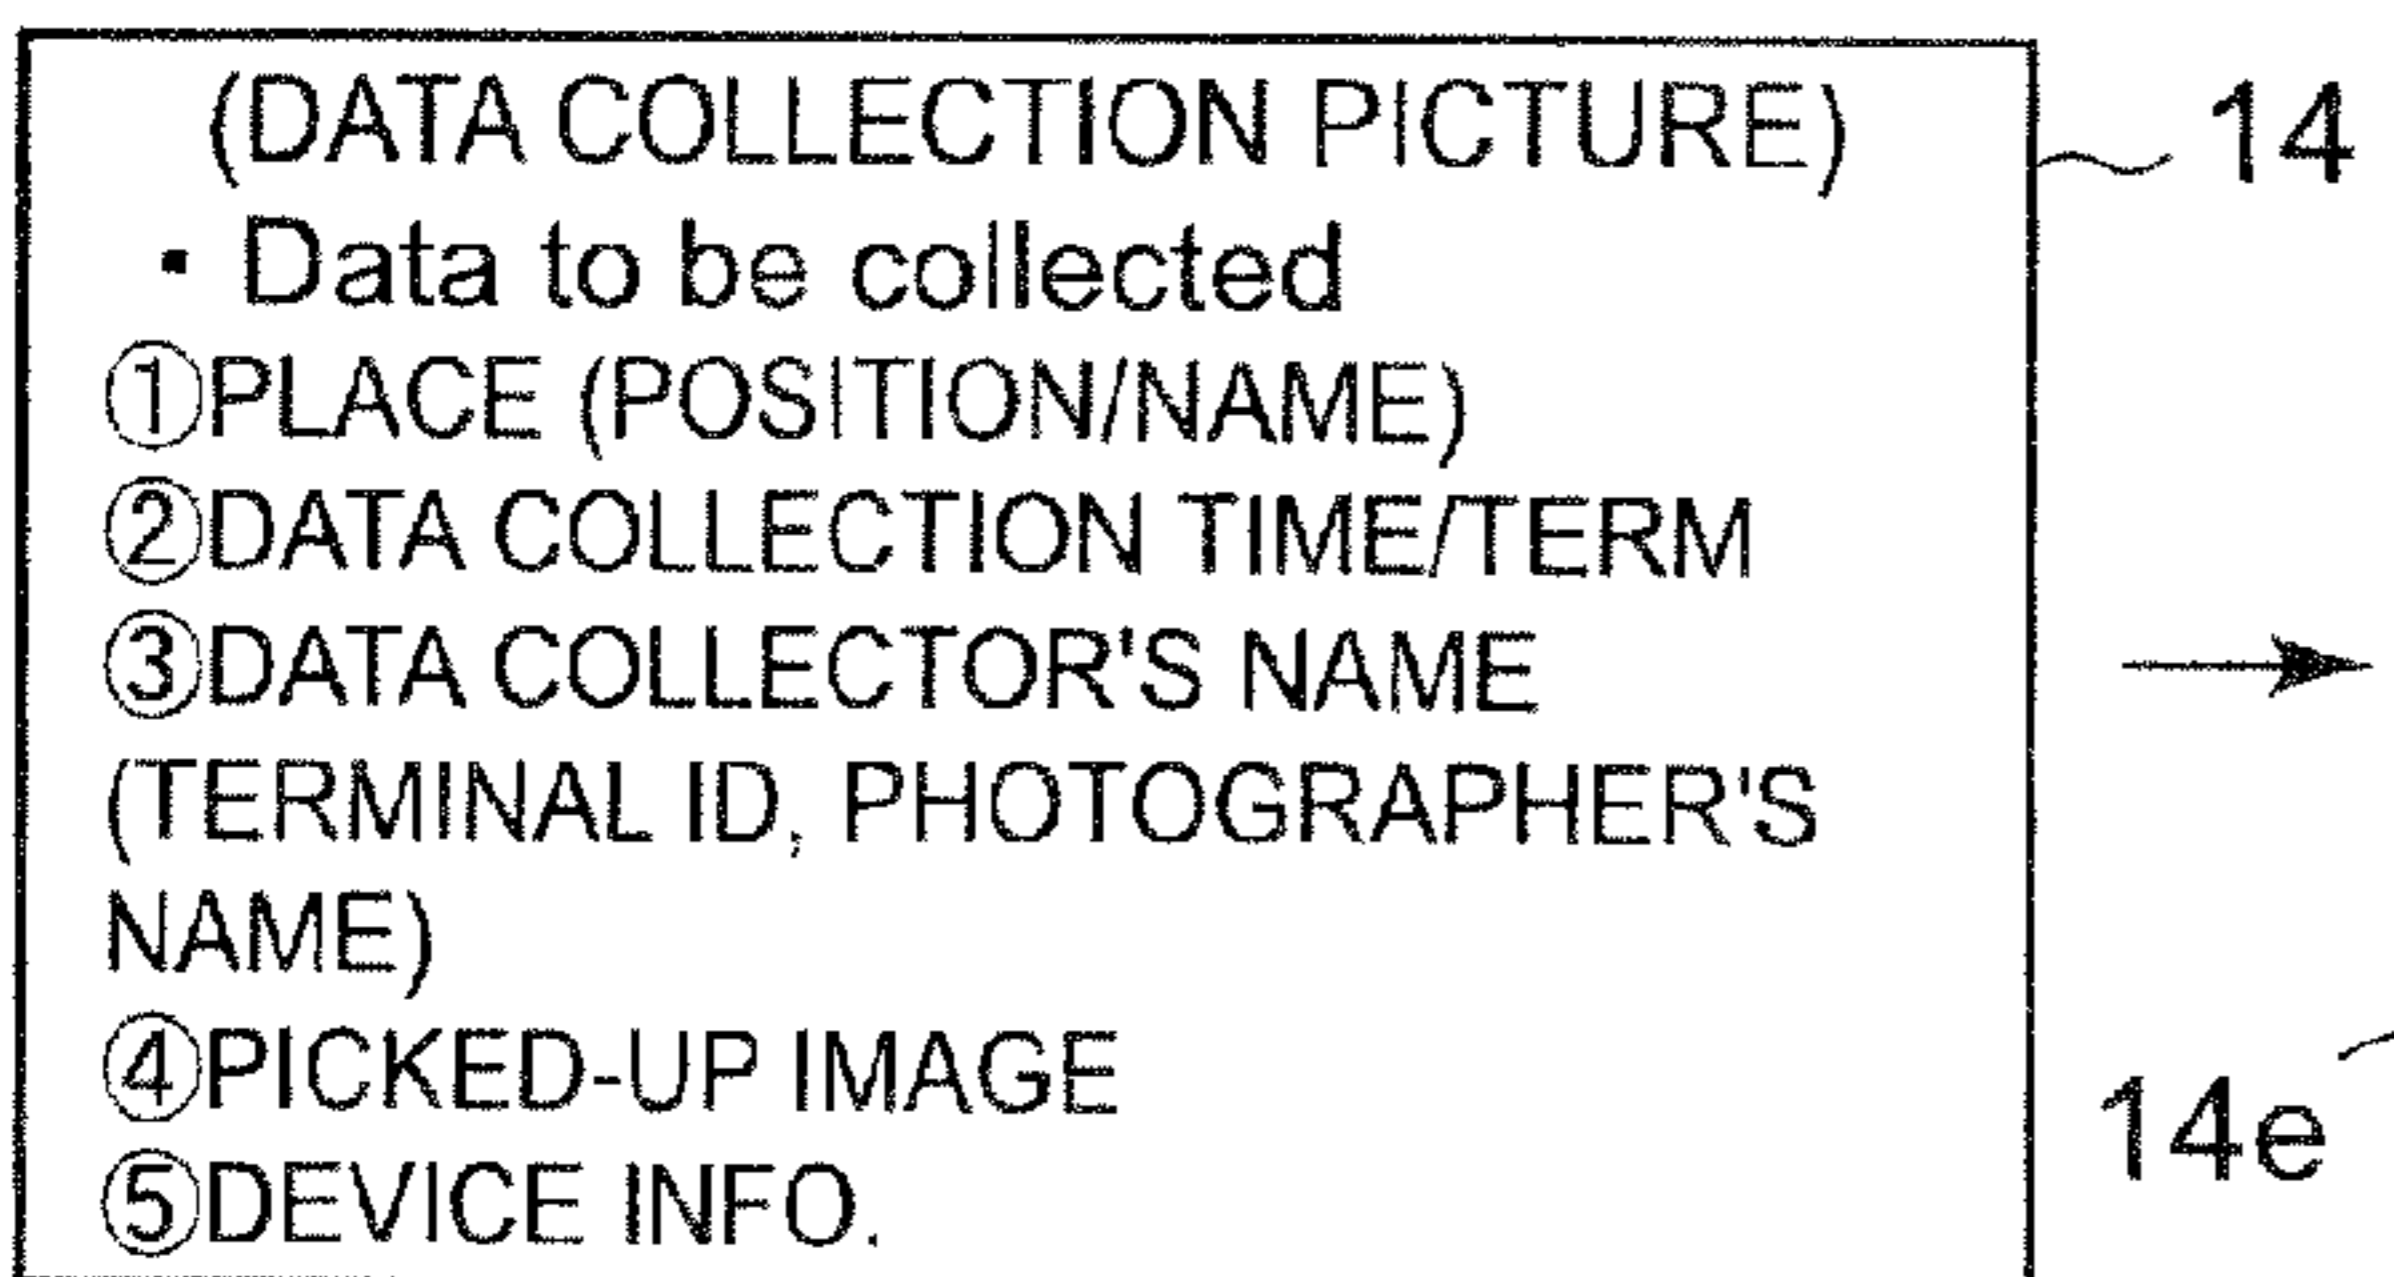 (DATA COLLECTION PICTURE)
▪ Data to be collected
①PLACE (POSITION/NAME)
②DATA COLLECTION TIME/TERM
③DATA COLLECTOR'S NAME
(TERMINAL ID, PHOTOGRAPHER'S
NAME)
④PICKED-UP IMAGE
⑤DEVICE INFO.
14
14e